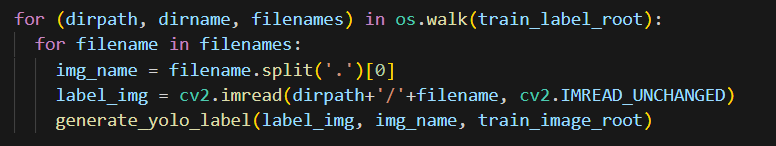 for (dirpath, dirname, filenames) in os.walk(train_label_root):
  for filename in filenames:
    img_name = filename.split('.')[0]
    label_img = cv2.imread(dirpath+'/'+filename, cv2.IMREAD_UNCHANGED)
    generate_yolo_label(label_img, img_name, train_image_root)